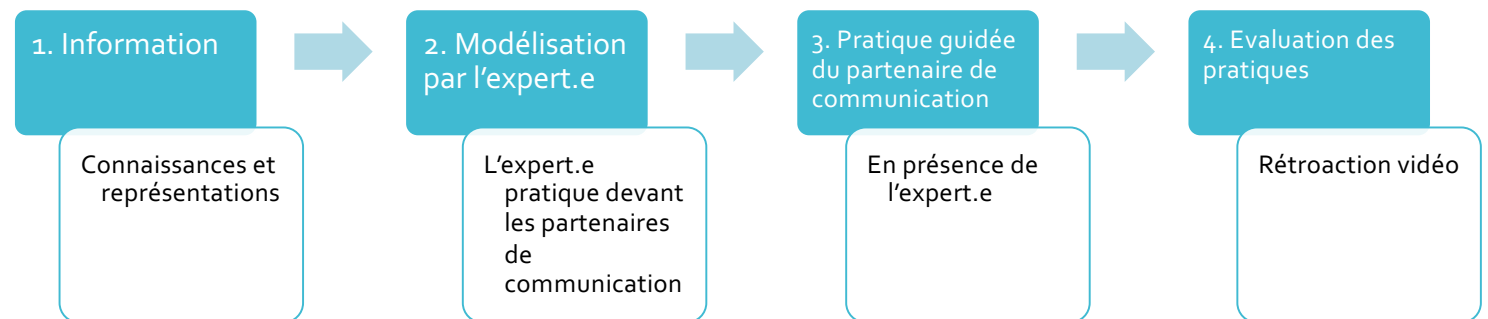 1. Information
Connaissances et
représentations
2. Modélisation
par l'expert.e
L'expert.e
pratique devant
les partenaires
de
communication
3. Pratique guidée
du partenaire de
communication
En présence de
l'expert.e
4. Evaluation des
pratiques
Rétroaction vidéo